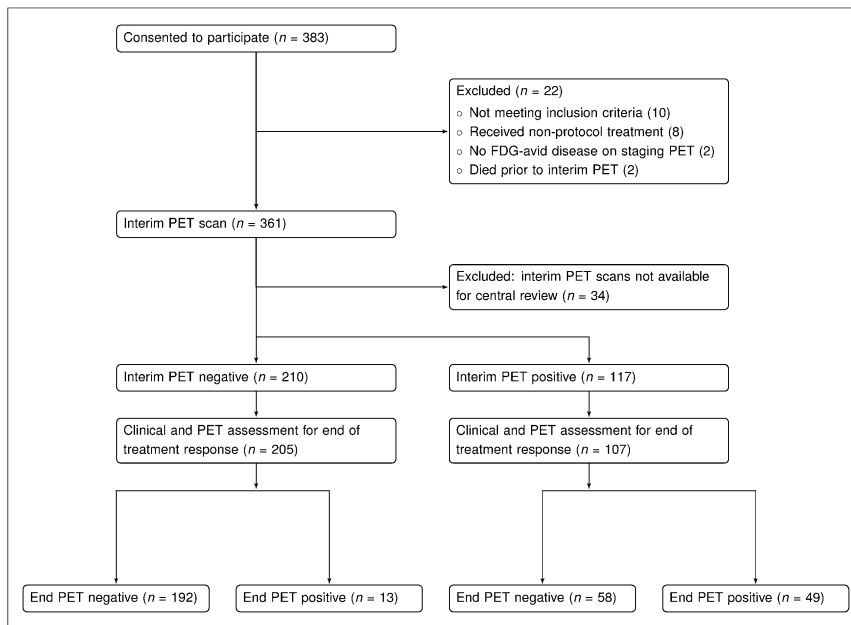 Consented to participate (n = 383)
Excluded (n = 22)
○ Not meeting inclusion criteria (10)
○ Received non-protocol treatment (8)
○ No FDG-avid disease on staging PET (2)
○ Died prior to interim PET (2)
Interim PET scan (n = 361)
Excluded: interim PET scans not available
for central review (n = 34)
Interim PET negative (n = 210)
Interim PET positive (n = 117)
Clinical and PET assessment for end of
treatment response (n = 205)
Clinical and PET assessment for end of
treatment response (n = 107)
End PET negative (n = 192)
End PET positive (n = 13)
End PET negative (n = 58)
End PET positive (n = 49)